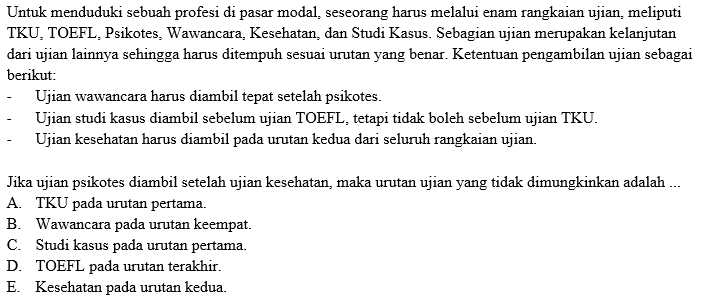 Untuk menduduki sebuah profesi di pasar modal, seseorang harus melalui enam rangkaian ujian, meliputi
TKU, TOEFL, Psikotes, Wawancara, Kesehatan, dan Studi Kasus. Sebagian ujian merupakan kelanjutan
dari ujian lainnya sehingga harus ditempuh sesuai urutan yang benar. Ketentuan pengambilan ujian sebagai
berikut:
- Ujian wawancara harus diambil tepat setelah psikotes.
- Ujian studi kasus diambil sebelum ujian TOEFL, tetapi tidak boleh sebelum ujian TKU.
- Ujian kesehatan harus diambil pada urutan kedua dari seluruh rangkaian ujian.
Jika ujian psikotes diambil setelah ujian kesehatan, maka urutan ujian yang tidak dimungkinkan adalah ...
A. TKU pada urutan pertama.
B. Wawancara pada urutan keempat.
C. Studi kasus pada urutan pertama.
D. TOEFL pada urutan terakhir.
E. Kesehatan pada urutan kedua.